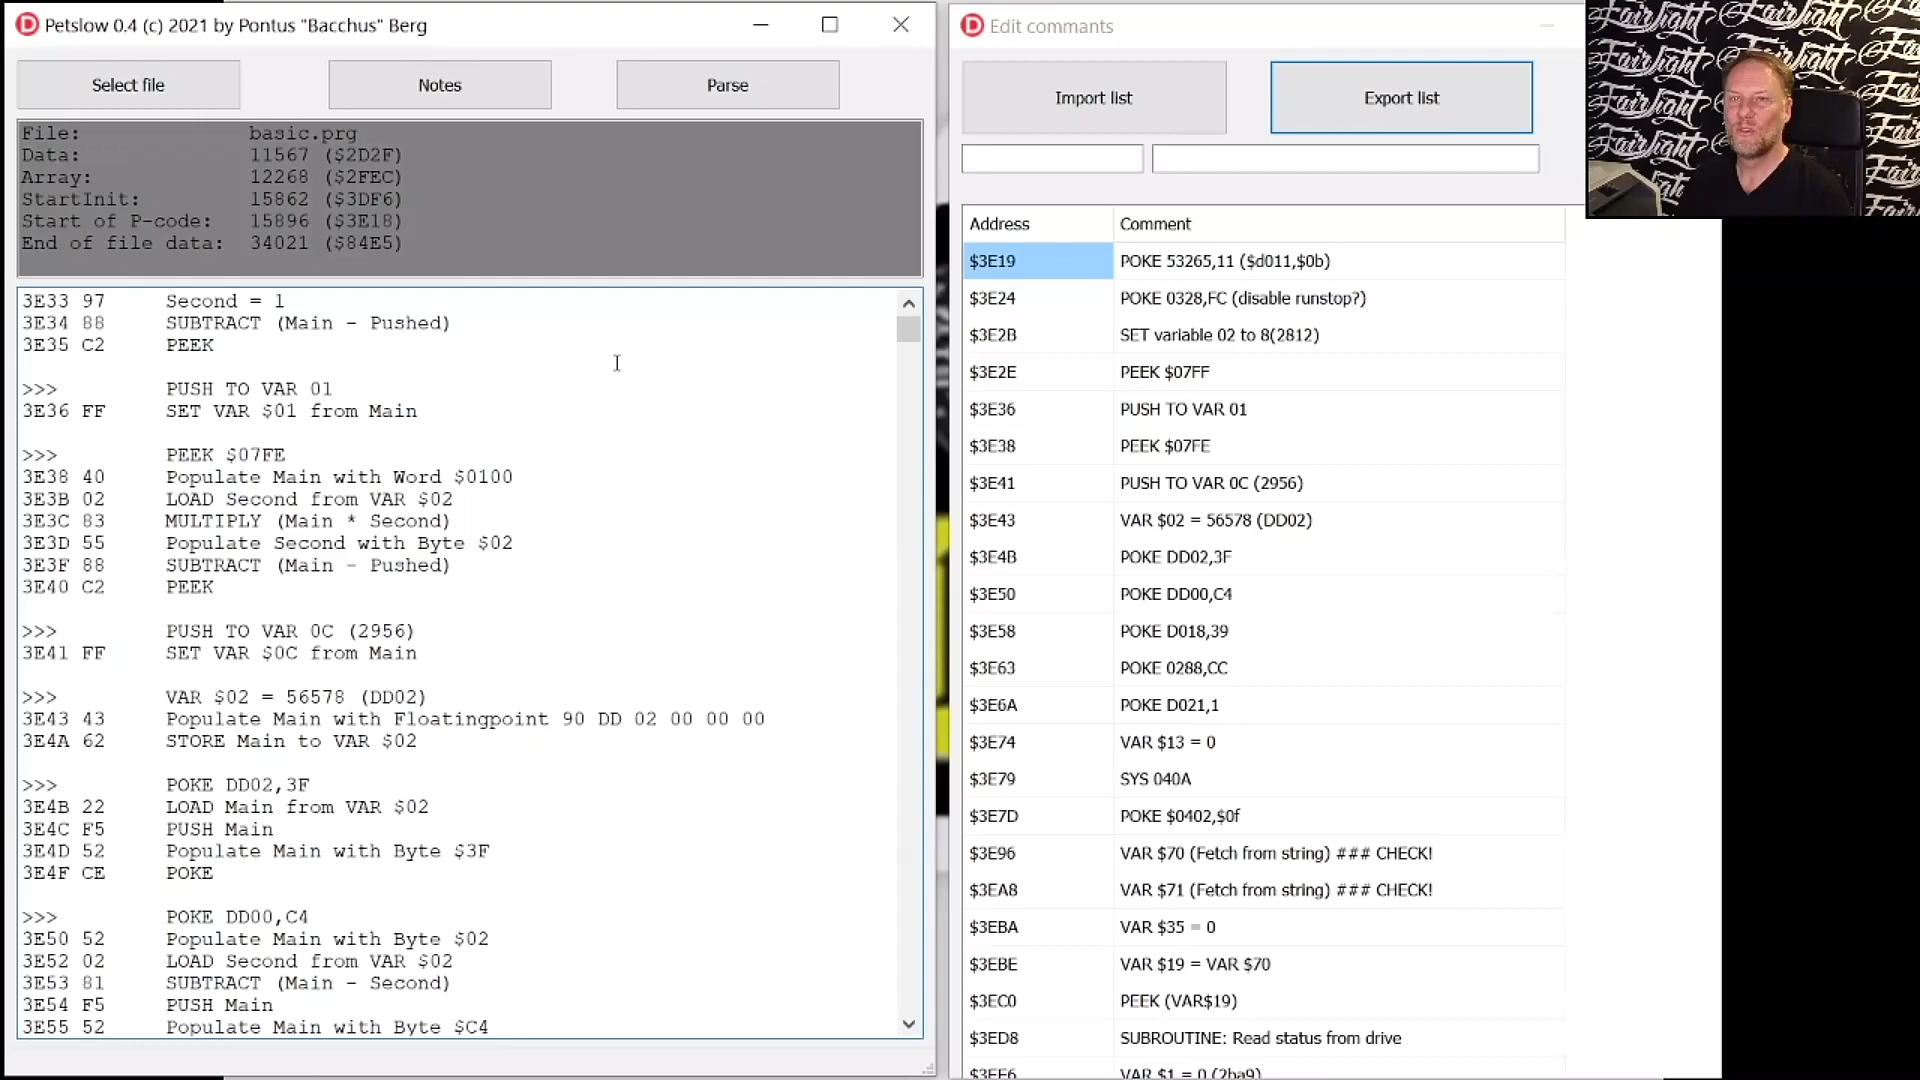 Petslow 0.4 (c) 2021 by Pontus "Bacchus" Berg
Select file
Notes
Parse
File: basic.prg
Data: 11567 ($2D2F)
Array: 12268 ($2FEC)
StartInit: 15862 ($3DF6)
Start of P-code: 15896 ($3E18)
End of file data: 34021 ($84E5)
3E33 97 Second = 1
3E34 88 SUBTRACT (Main - Pushed)
3E35 C2 PEEK
>>> PUSH TO VAR 01
3E36 FF SET VAR $01 from Main
>>> PEEK $07FE
3E38 40 Populate Main with Word $0100
3E3B 02 LOAD Second from VAR $02
3E3C 83 MULTIPLY (Main * Second)
3E3D 55 Populate Second with Byte $02
3E3F 88 SUBTRACT (Main - Pushed)
3E40 C2 PEEK
>>> PUSH TO VAR 0C (2956)
3E41 FF SET VAR $0C from Main
>>> VAR $02 = 56578 (DD02)
3E43 43 Populate Main with Floatingpoint 90 DD 02 00 00 00
3E4A 62 STORE Main to VAR $02
>>> POKE DD02,3F
3E4B 22 LOAD Main from VAR $02
3E4C F5 PUSH Main
3E4D 52 Populate Main with Byte $3F
3E4F CE POKE
>>> POKE DD00,C4
3E50 52 Populate Main with Byte $02
3E52 02 LOAD Second from VAR $02
3E53 81 SUBTRACT (Main - Second)
3E54 F5 PUSH Main
3E55 52 Populate Main with Byte $C4
Edit commants
Import list
Export list
Address Comment
$3E19 POKE 53265,11 ($d011,$0b)
$3E24 POKE 0328,FC (disable runstop?)
$3E2B SET variable 02 to 8(2812)
$3E2E PEEK $07FF
$3E36 PUSH TO VAR 01
$3E38 PEEK $07FE
$3E41 PUSH TO VAR 0C (2956)
$3E43 VAR $02 = 56578 (DD02)
$3E4B POKE DD02,3F
$3E50 POKE DD00,C4
$3E58 POKE D018,39
$3E63 POKE 0288,CC
$3E6A POKE D021,1
$3E74 VAR $13 = 0
$3E79 SYS 040A
$3E7D POKE $0402,$0f
$3E96 VAR $70 (Fetch from string) ### CHECK!
$3EA8 VAR $71 (Fetch from string) ### CHECK!
$3EBA VAR $35 = 0
$3EBE VAR $19 = VAR $70
$3EC0 PEEK (VAR$19)
$3ED8 SUBROUTINE: Read status from drive
$3EF6 VAR $1 = 0 (2ba9)
Fairlight